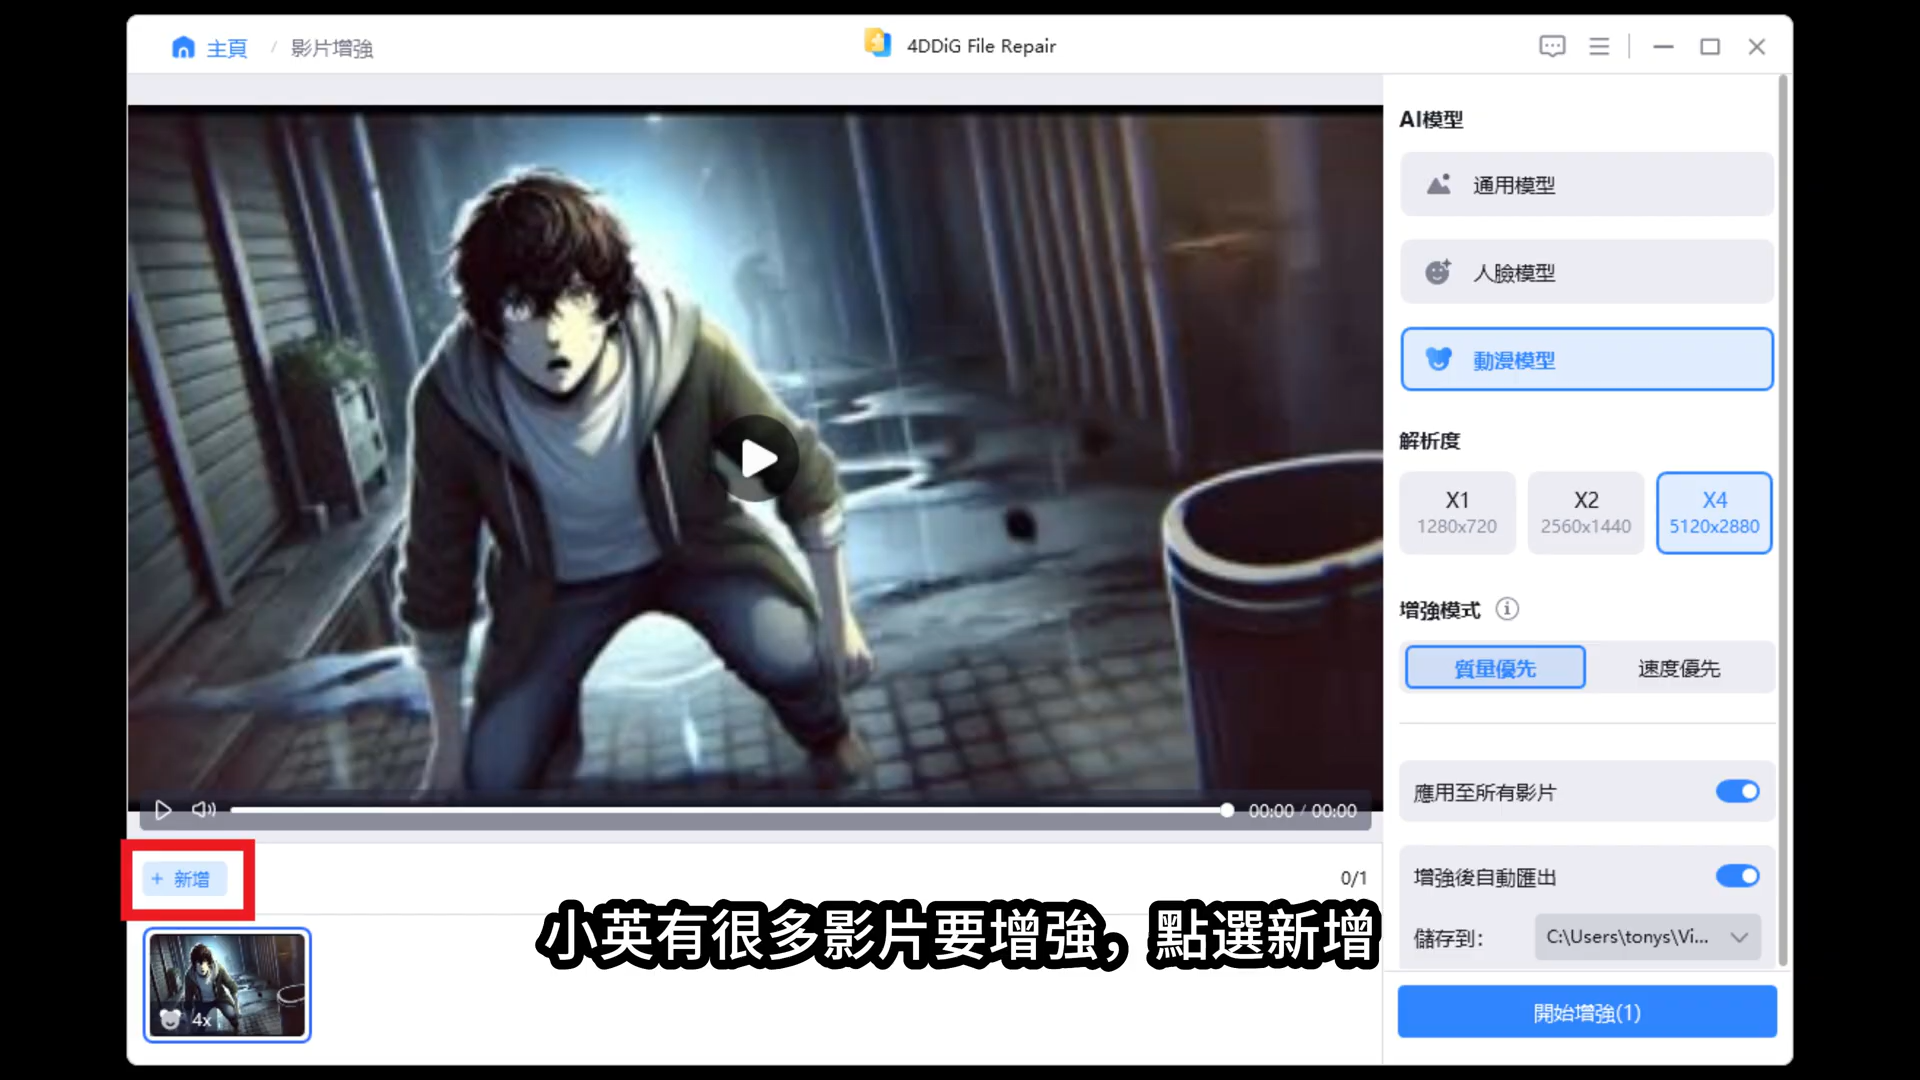 主頁 / 影片增強
4DDiG File Repair
AI模型
通用模型
人臉模型
動漫模型
解析度
X1
1280x720
X2
2560x1440
X4
5120x2880
增強模式
質量優先
速度優先
應用至所有影片
增強後自動匯出
儲存到:
C:\Users\tonys\Vi...
開始增強(1)
00:00 / 00:00
+ 新增
0/1
4x
小英有很多影片要增強，點選新增